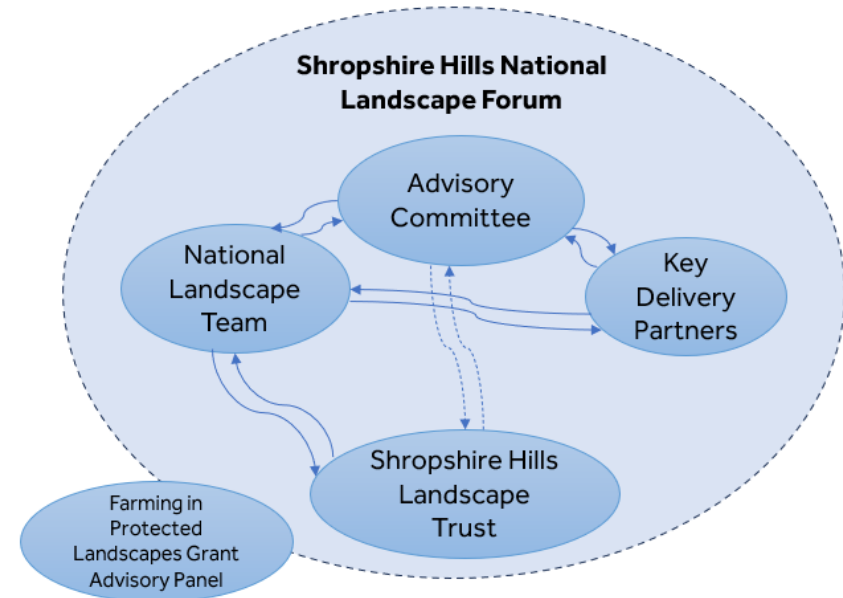 Shropshire Hills National
Landscape Forum
Advisory
Committee
National
Landscape
Team
Key
Delivery
Partners
Shropshire Hills
Landscape
Trust
Farming in
Protected
Landscapes Grant
Advisory Panel